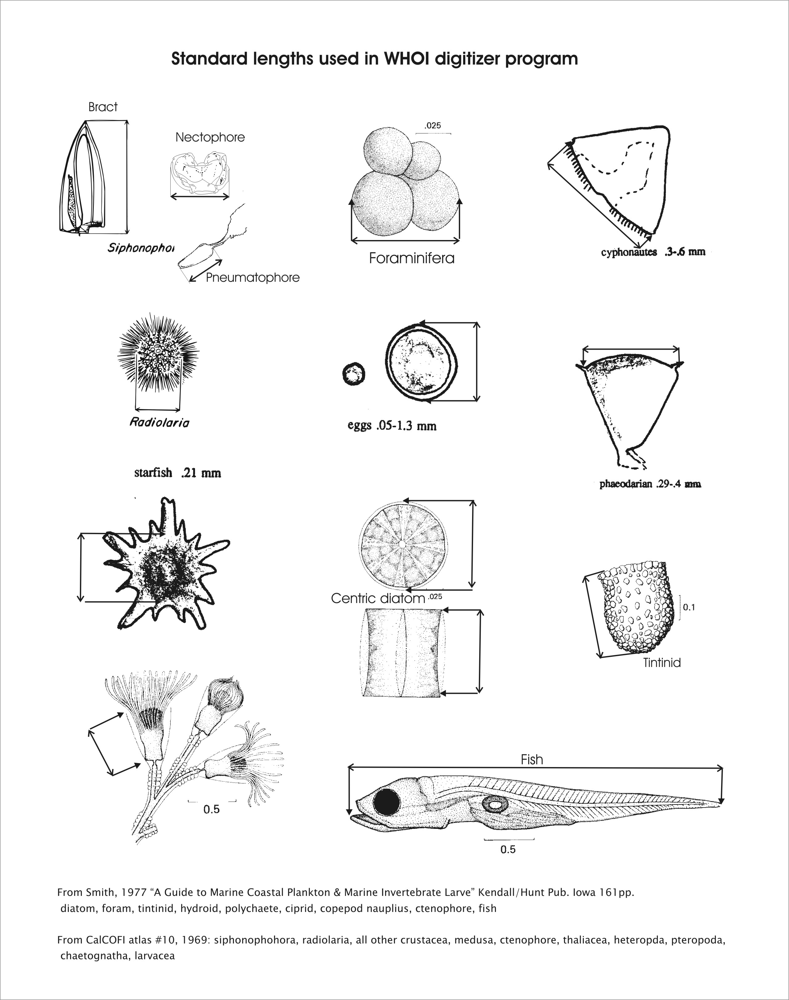 Standard lengths used in WHOI digitizer program
Bract
Nectophore
.025
Siphonophor
Pneumatophore
Foraminifera
cyphonautes .3-.6 mm
Radiolaria
eggs .05-1.3 mm
starfish .21 mm
phaeodarian .29-.4 mm
Centric diatom .025
0.1
Tintinid
0.5
Fish
0.5
From Smith, 1977 “A Guide to Marine Coastal Plankton & Marine Invertebrate Larve” Kendall/Hunt Pub. Iowa 161pp.
diatom, foram, tintinid, hydroid, polychaete, ciprid, copepod nauplius, ctenophore, fish
From CalCOFI atlas #10, 1969: siphonophohora, radiolaria, all other crustacea, medusa, ctenophore, thaliacea, heteropda, pteropoda,
chaetognatha, larvacea